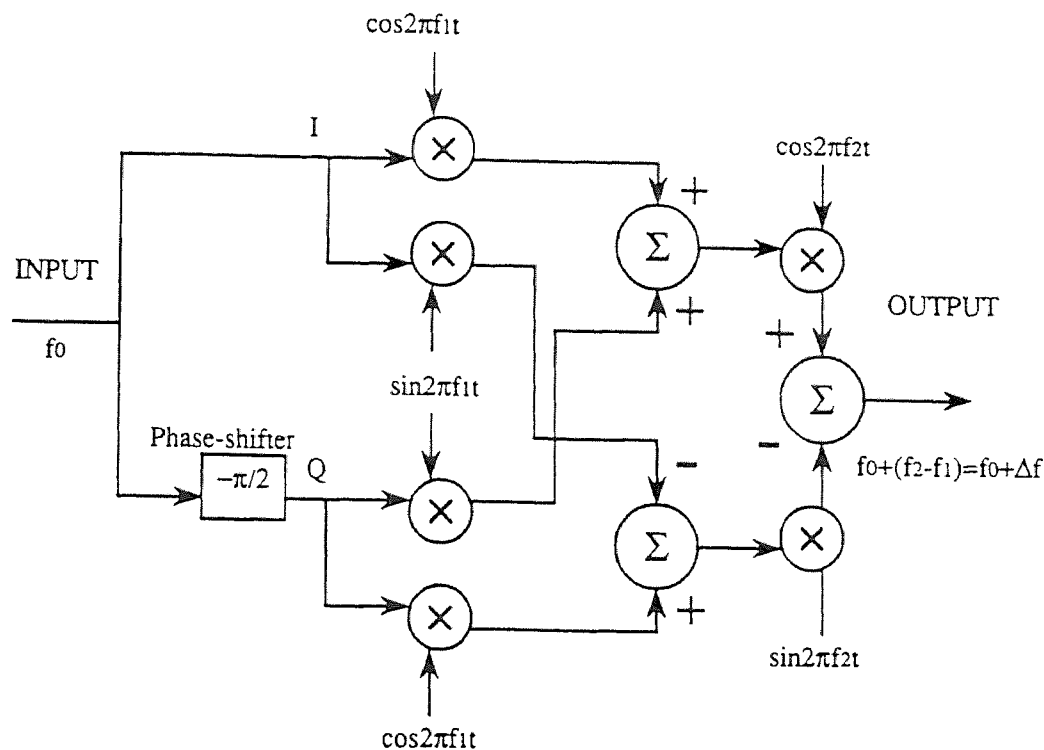 cos2πf1t
I
cos2πf2t
+
Σ
INPUT
f0
+
OUTPUT
+
sin2πf1t
Σ
Phase-shifter
−π/2
Q
-
-
f0+(f2-f1)=f0+Δf
Σ
+
sin2πf2t
cos2πf1t